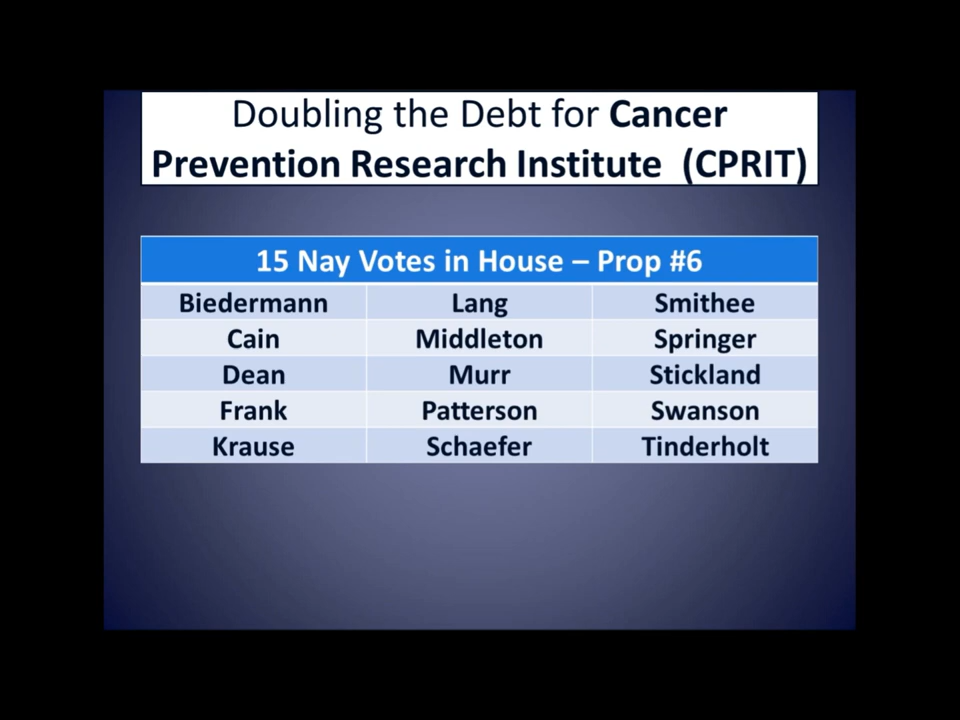 Doubling the Debt for Cancer
Prevention Research Institute (CPRIT)
15 Nay Votes in House – Prop #6
Biedermann Lang Smithee
Cain Middleton Springer
Dean Murr Stickland
Frank Patterson Swanson
Krause Schaefer Tinderholt